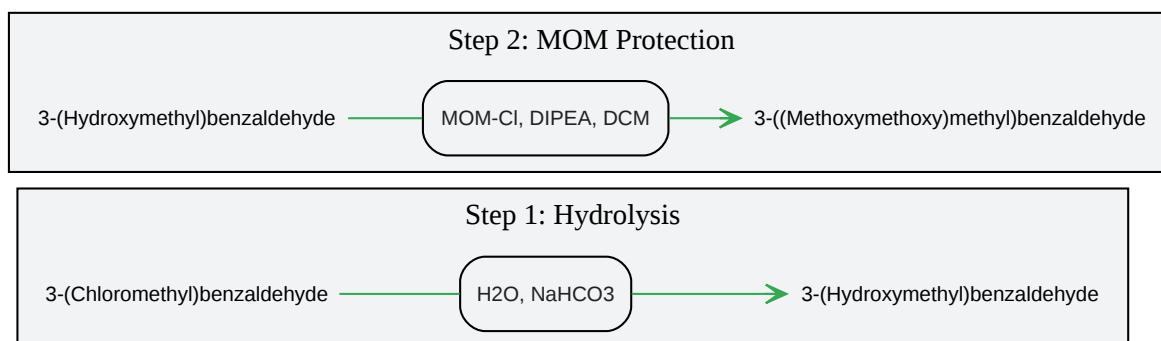 Step 2: MOM Protection
3-(Hydroxymethyl)benzaldehyde
MOM-Cl, DIPEA, DCM
3-((Methoxymethoxy)methyl)benzaldehyde
Step 1: Hydrolysis
3-(Chloromethyl)benzaldehyde
H2O, NaHCO3
3-(Hydroxymethyl)benzaldehyde